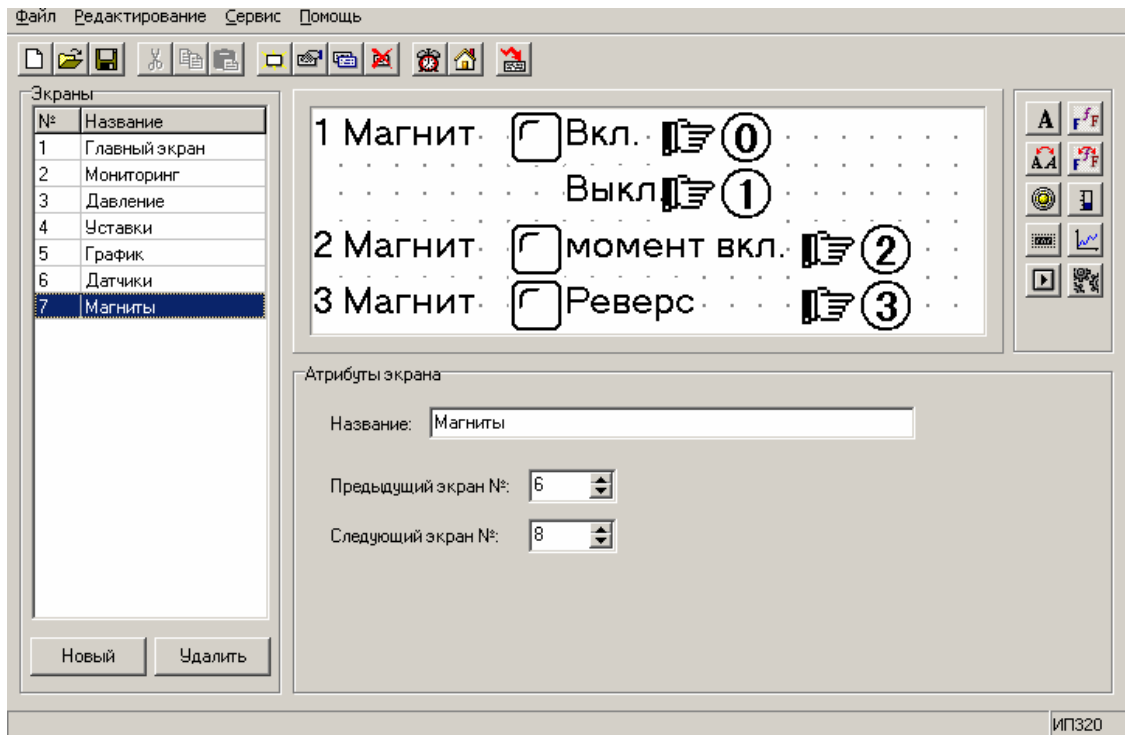 Файл Редактирование Сервис Помощь
Экраны
№ Название
1 Главный экран
2 Мониторинг
3 Давление
4 Уставки
5 График
6 Датчики
7 Магниты
Новый Удалить
1 Магнит Вкл. 0
Выкл. 1
2 Магнит момент вкл. 2
3 Магнит Реверс 3
A F f F
A A F F
Атрибуты экрана
Название: Магниты
Предыдущий экран №: 6
Следующий экран №: 8
ИП320